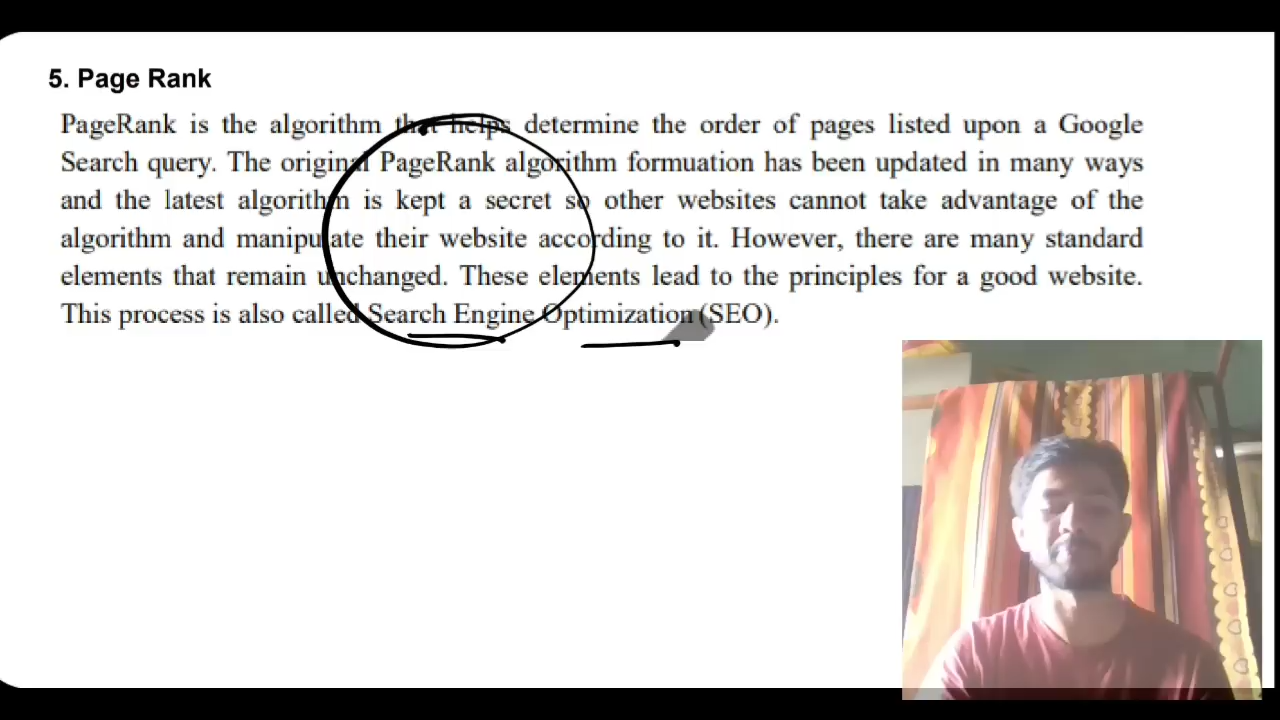 5. Page Rank
PageRank is the algorithm that helps determine the order of pages listed upon a Google
Search query. The original PageRank algorithm formuation has been updated in many ways
and the latest algorithm is kept a secret so other websites cannot take advantage of the
algorithm and manipulate their website according to it. However, there are many standard
elements that remain unchanged. These elements lead to the principles for a good website.
This process is also called Search Engine Optimization (SEO).